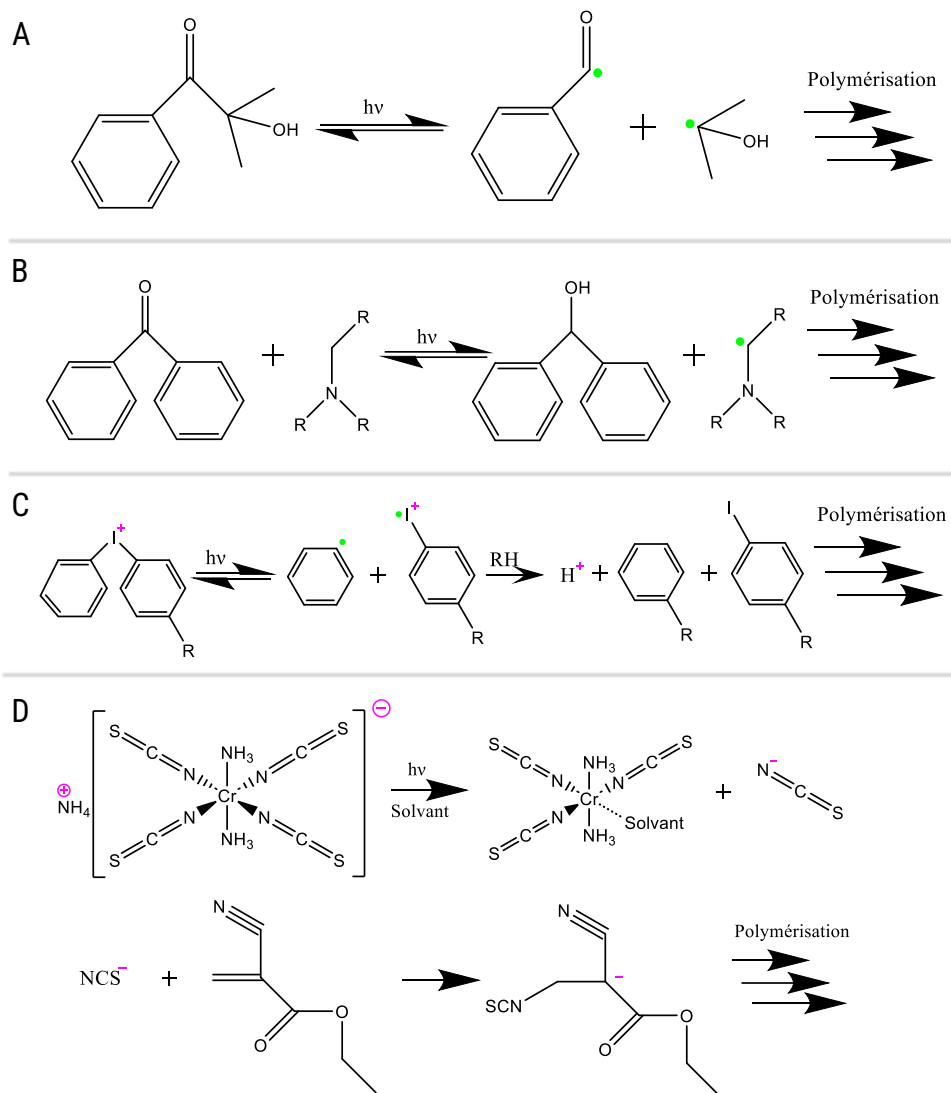 A
O
OH
hν
O
+
OH
Polymérisation
B
O
+
R
N
R R
hν
OH
+
R
N
R R
Polymérisation
C
I+
R
hν
+
I+
R
RH
H+
+
R
+
I
R
Polymérisation
D
NH4
S C N
S C N
NH3
Cr
NH3
N C S
N C S
hν
Solvant
S C N
S C N
NH3
Cr
NH3
N C S
Solvant
+
N- C S
NCS-
+
N
O
O
N
SCN
-
O
O
Polymérisation